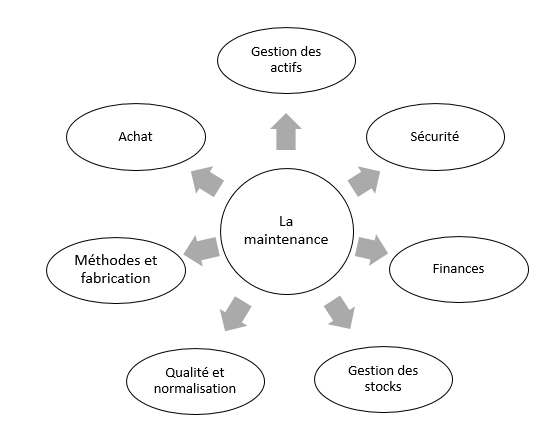 Gestion des
actifs
Achat
Sécurité
La
maintenance
Méthodes et
fabrication
Finances
Qualité et
normalisation
Gestion des
stocks